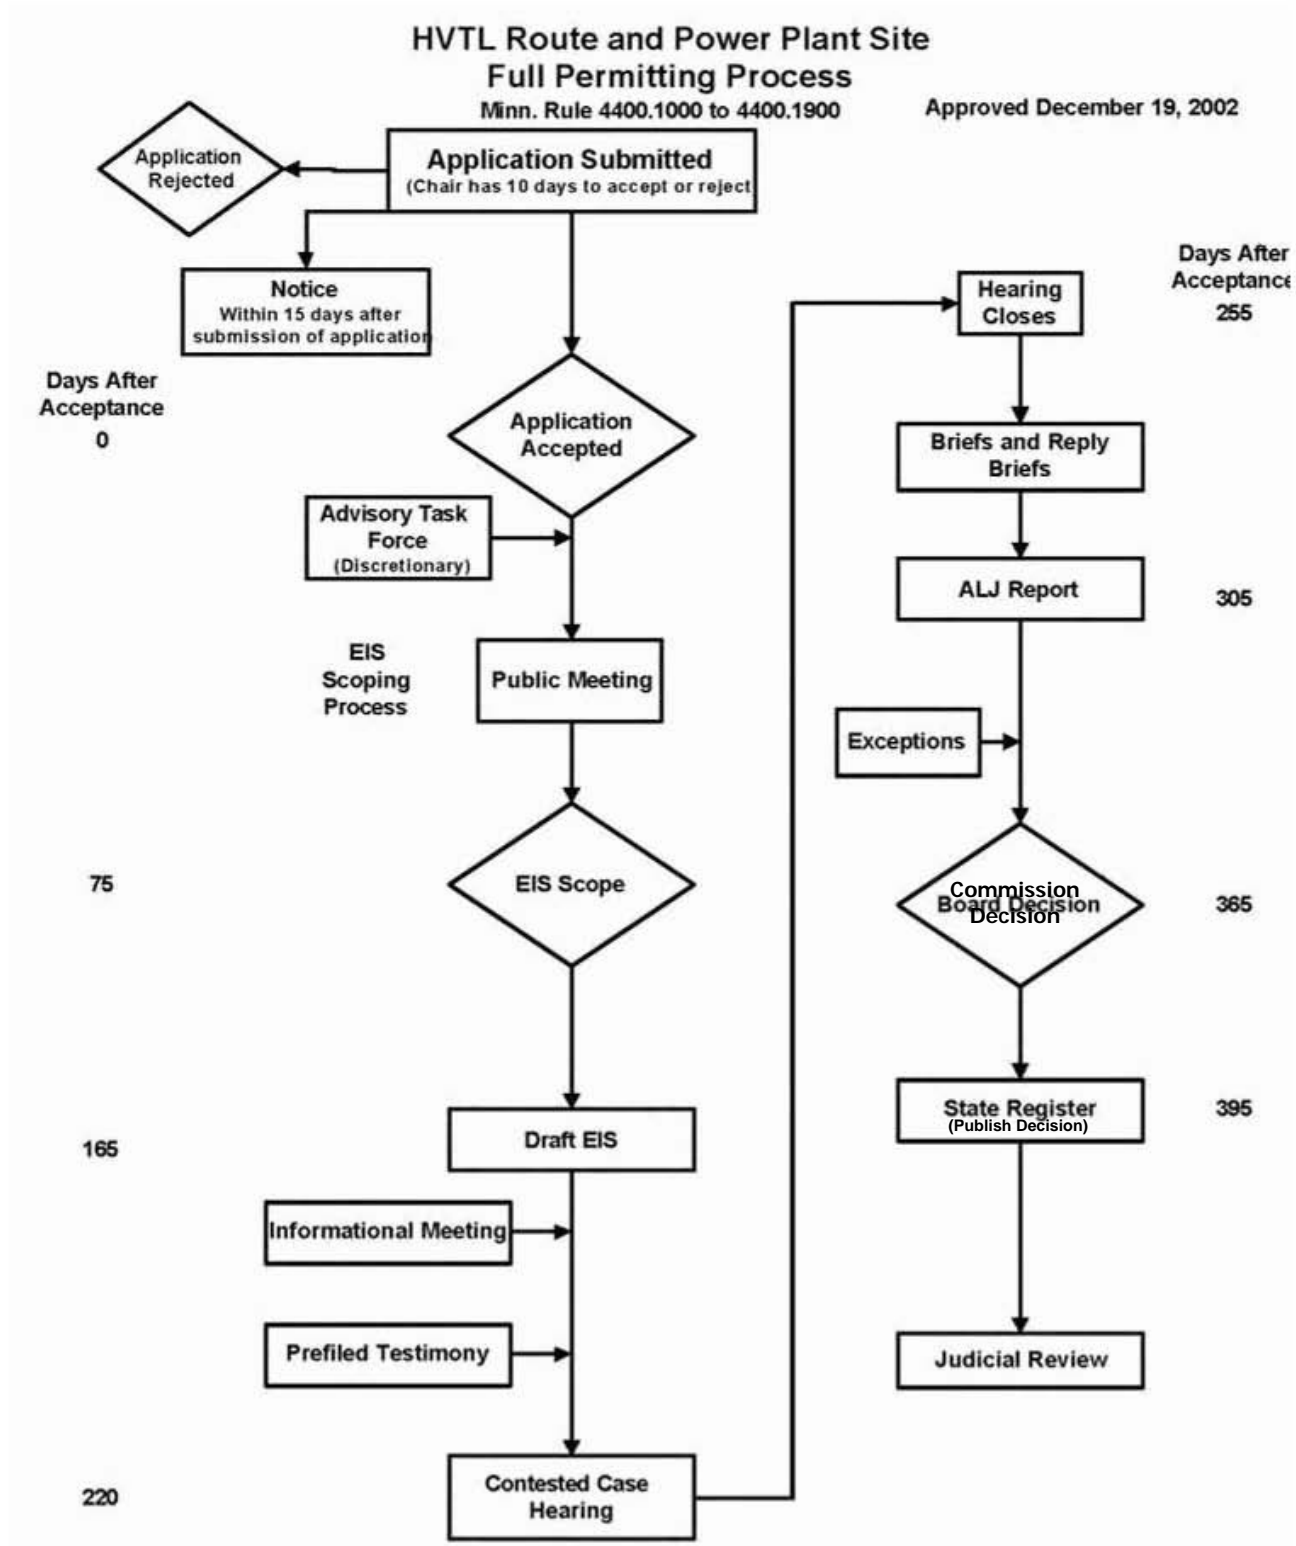 HVTL Route and Power Plant Site
Full Permitting Process
Minn. Rule 4400.1000 to 4400.1900
Approved December 19, 2002
Application
Rejected
Application Submitted
(Chair has 10 days to accept or reject
Notice
Within 15 days after
submission of application
Days After
Acceptance
0
Application
Accepted
Advisory Task
Force
(Discretionary)
EIS
Scoping
Process
Public Meeting
75
EIS Scope
165
Draft EIS
Informational Meeting
Prefiled Testimony
220
Contested Case
Hearing
Days After
Acceptance
255
Hearing
Closes
Briefs and Reply
Briefs
ALJ Report
305
Exceptions
Commission
Board Decision
Decision
365
State Register
(Publish Decision)
395
Judicial Review